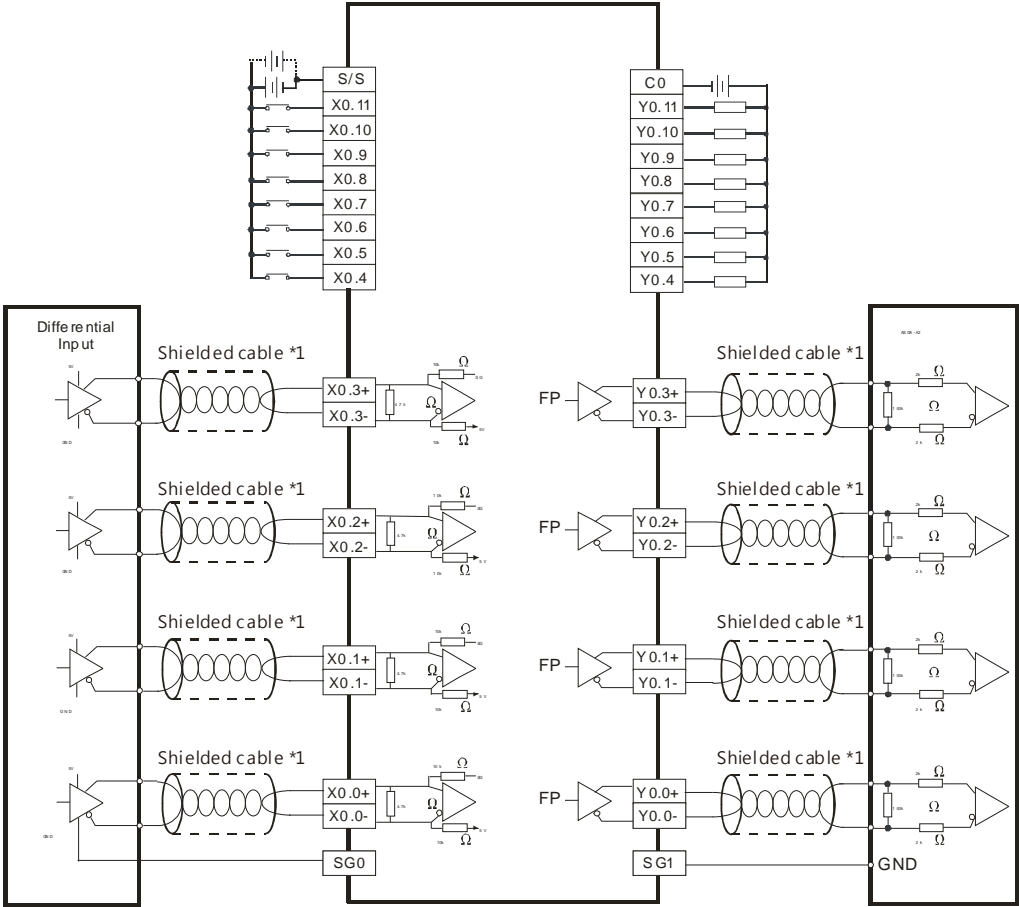 S/S
X0.11
X0.10
X0.9
X0.8
X0.7
X0.6
X0.5
X0.4
C0
Y0.11
Y0.10
Y0.9
Y0.8
Y0.7
Y0.6
Y0.5
Y0.4
Differential
Input
Shielded cable *1
X0.3+
X0.3-
Ω
Ω
Ω
FP
Y0.3+
Y0.3-
Shielded cable *1
Ω
Ω
Ω
Shielded cable *1
X0.2+
X0.2-
Ω
Ω
Ω
FP
Y0.2+
Y0.2-
Shielded cable *1
Ω
Ω
Ω
Shielded cable *1
X0.1+
X0.1-
Ω
Ω
Ω
FP
Y0.1+
Y0.1-
Shielded cable *1
Ω
Ω
Ω
Shielded cable *1
X0.0+
X0.0-
Ω
Ω
Ω
FP
Y0.0+
Y0.0-
Shielded cable *1
Ω
Ω
Ω
SG0
SG1
GND